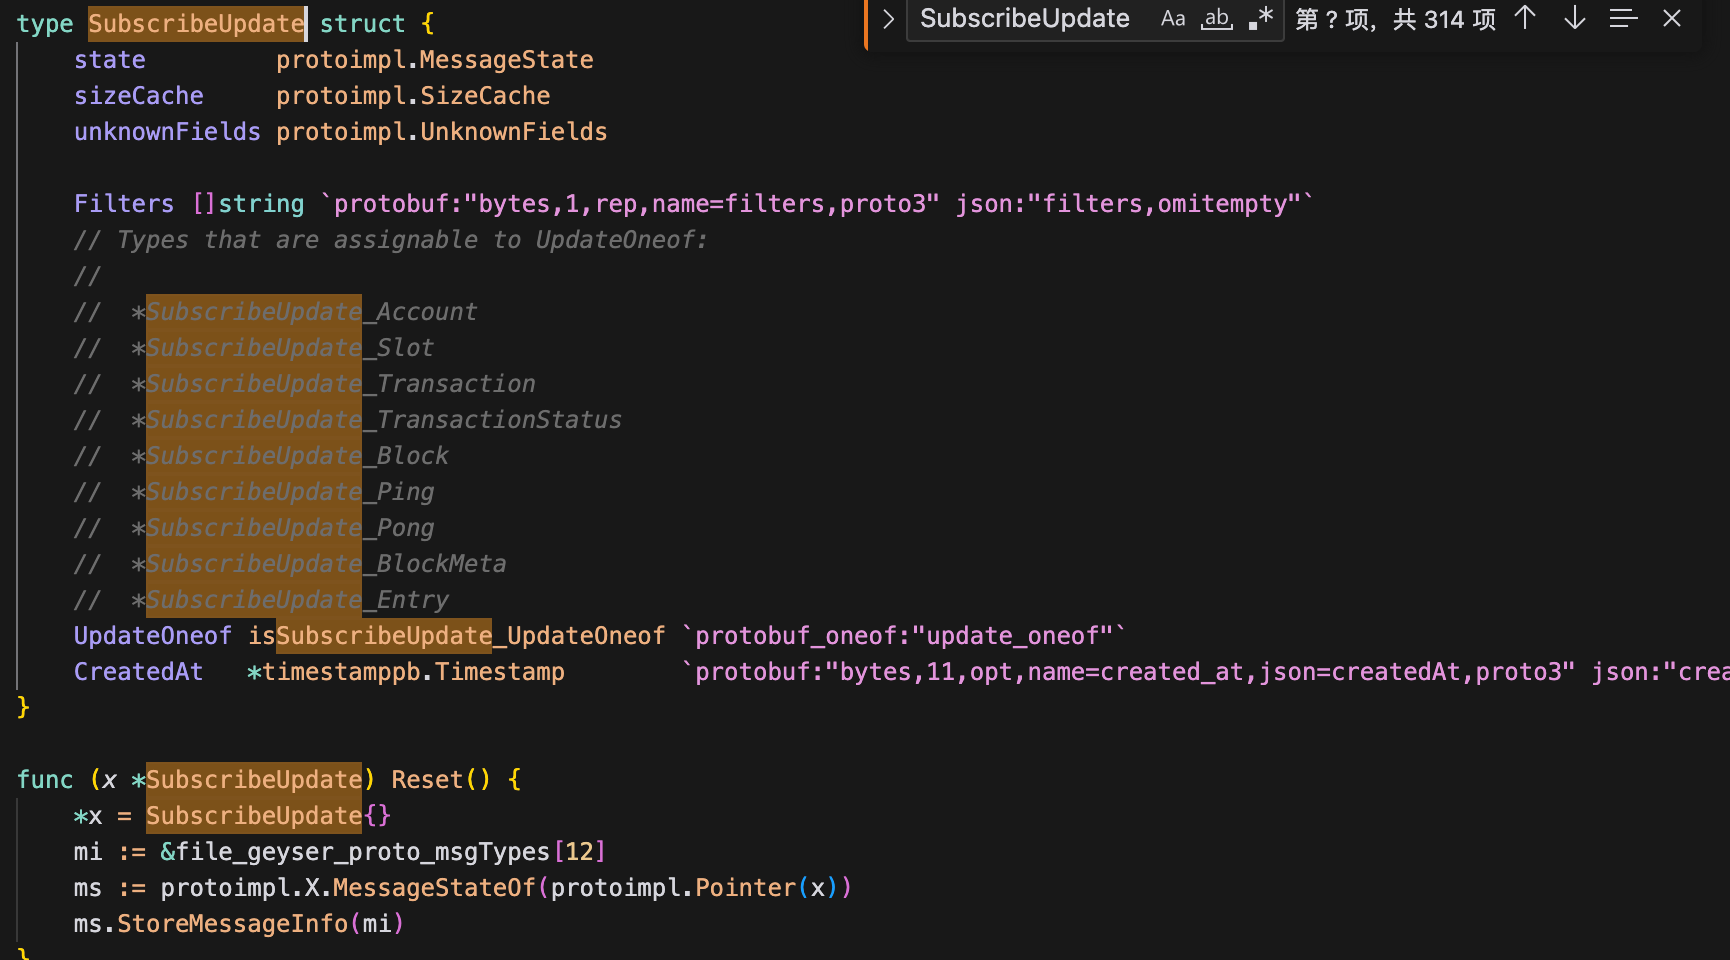 type SubscribeUpdate struct {
SubscribeUpdate Aa ab .* 第 ? 项, 共 314 项
state protoimpl.MessageState
sizeCache protoimpl.SizeCache
unknownFields protoimpl.UnknownFields
Filters []string `protobuf:"bytes,1,rep,name=filters,proto3" json:"filters,omitempty"`
// Types that are assignable to UpdateOneof:
//
// *SubscribeUpdate_Account
// *SubscribeUpdate_Slot
// *SubscribeUpdate_Transaction
// *SubscribeUpdate_TransactionStatus
// *SubscribeUpdate_Block
// *SubscribeUpdate_Ping
// *SubscribeUpdate_Pong
// *SubscribeUpdate_BlockMeta
// *SubscribeUpdate_Entry
UpdateOneof isSubscribeUpdate_UpdateOneof `protobuf_oneof:"update_oneof"`
CreatedAt *timestamppb.Timestamp `protobuf:"bytes,11,opt,name=created_at,json=createdAt,proto3" json:"crea
}
func (x *SubscribeUpdate) Reset() {
*x = SubscribeUpdate{}
mi := &file_geyser_proto_msgTypes[12]
ms := protoimpl.X.MessageStateOf(protoimpl.Pointer(x))
ms.StoreMessageInfo(mi)
}